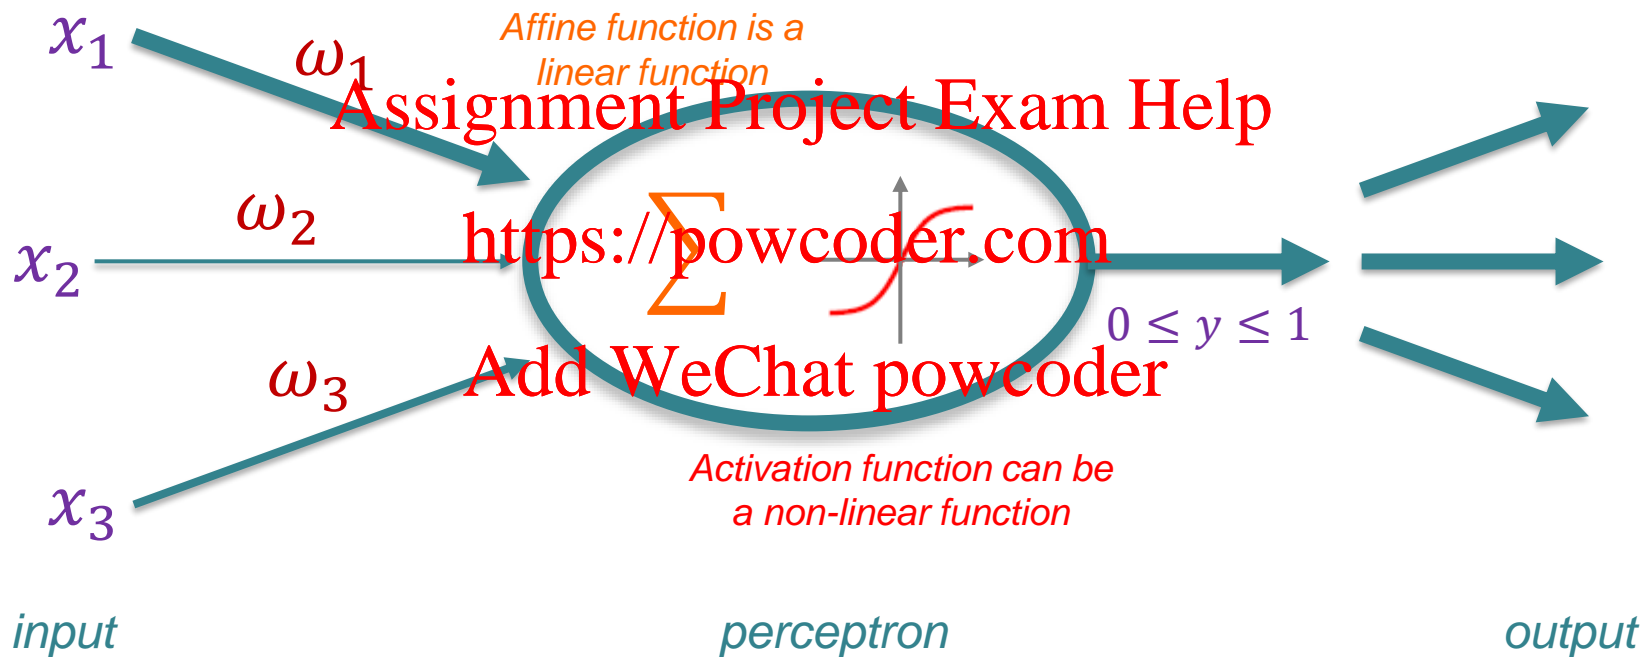 x₁
ω₁
Affine function is a
linear function
Assignment Project Exam Help
ω₂
x₂
∑
https://powcoder.com
0 ≤ y ≤ 1
ω₃
Add WeChat powcoder
x₃
Activation function can be
a non-linear function
input perceptron output